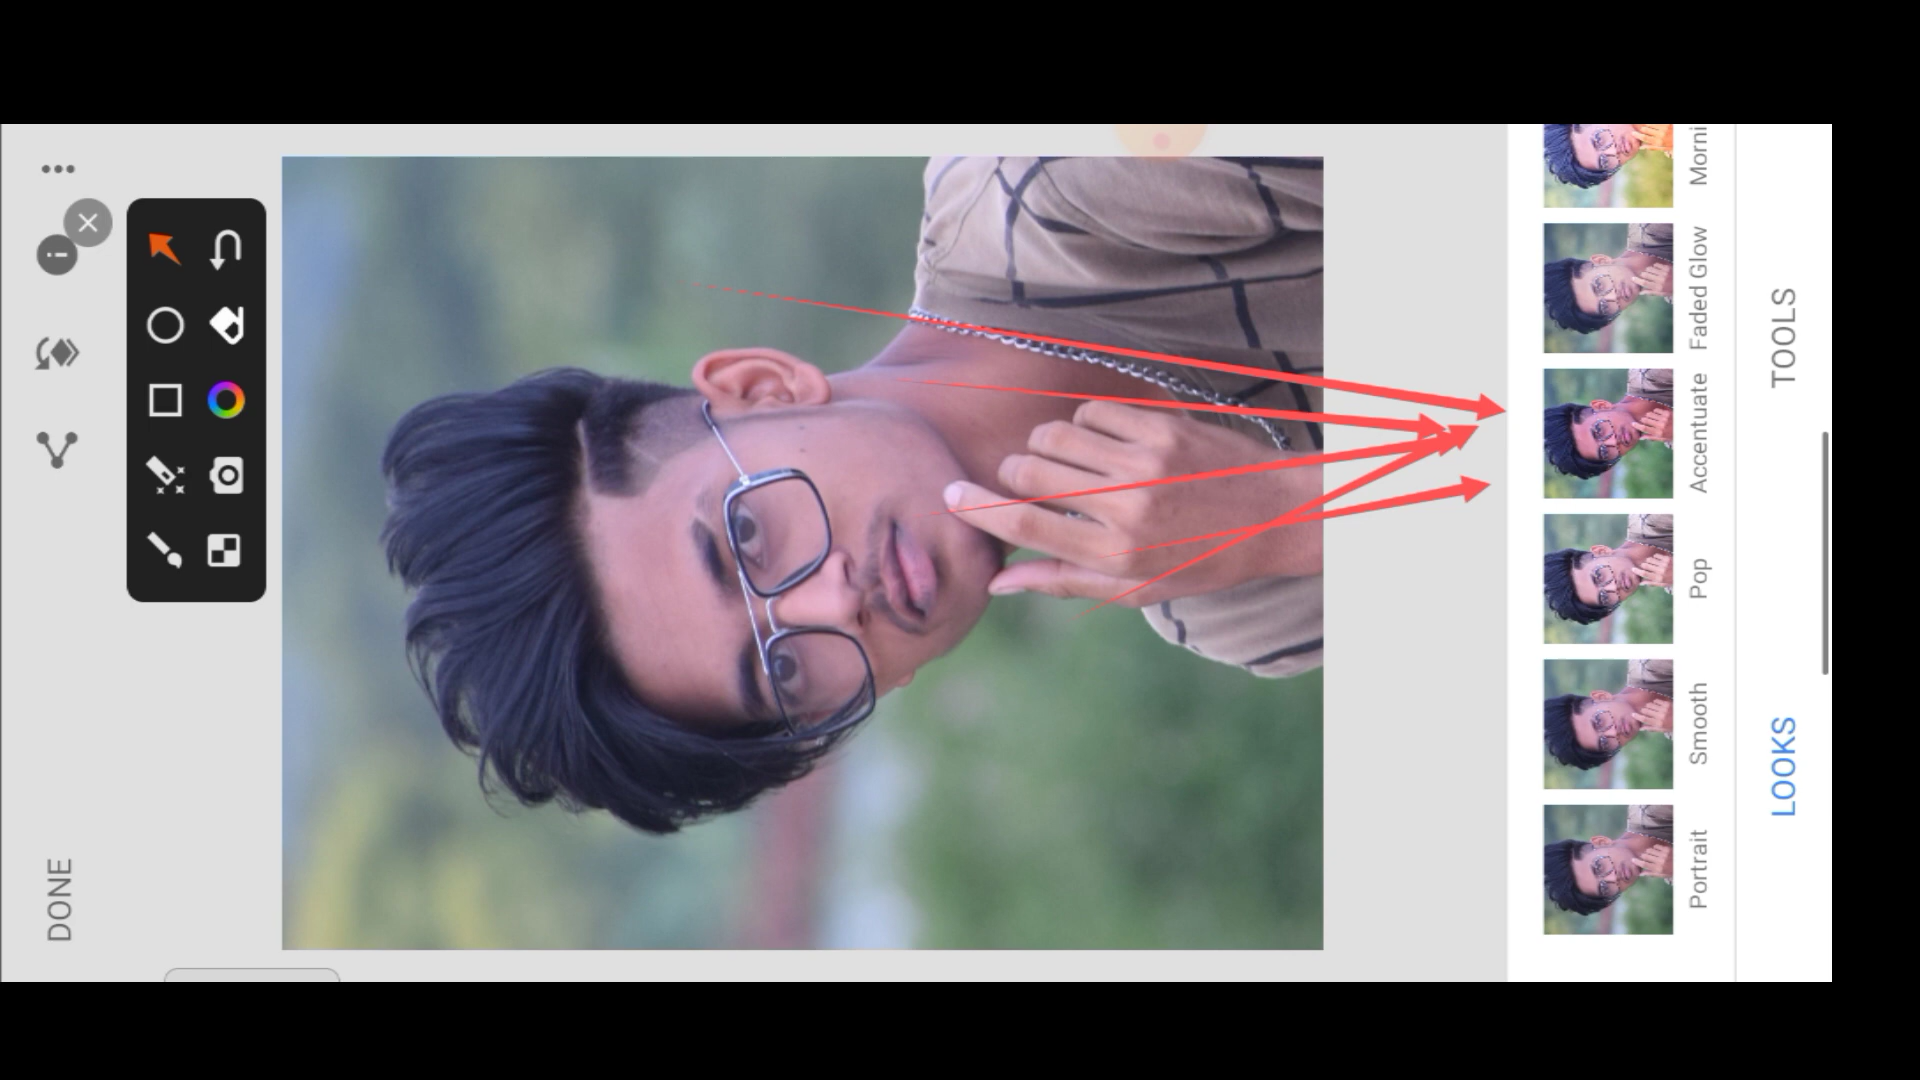 DONE
Portrait
Smooth
Pop
Accentuate
Faded Glow
Morni
LOOKS
TOOLS